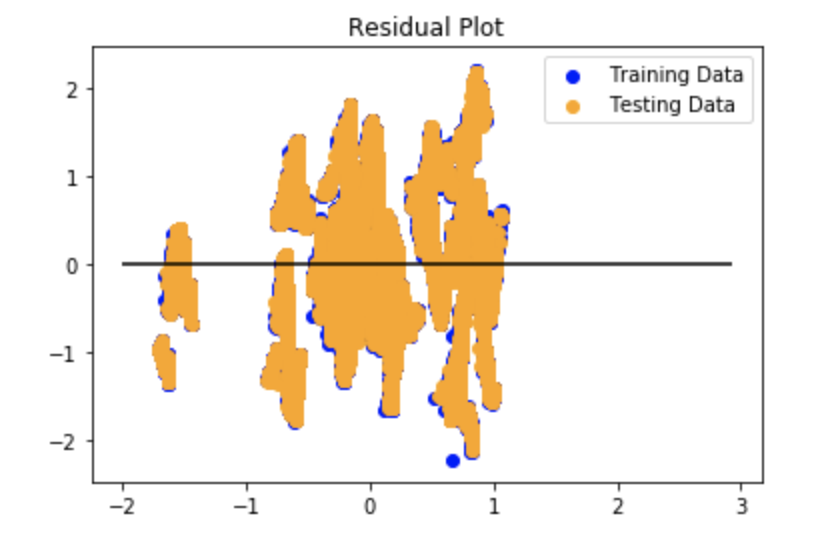 Residual Plot
Training Data
Testing Data
2
1
0
−1
−2
−2 −1 0 1 2 3